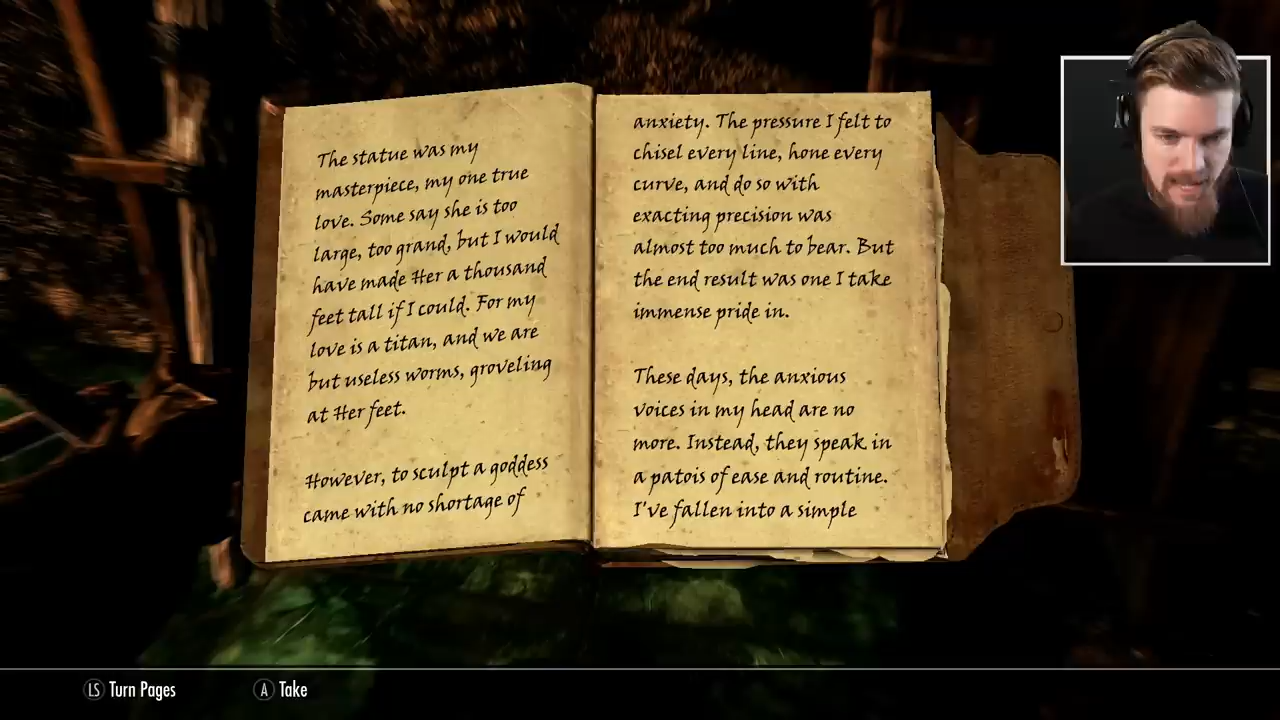 The statue was my
masterpiece, my one true
love. Some say she is too
large, too grand, but I would
have made Her a thousand
feet tall if I could. For my
love is a titan, and we are
but useless worms, groveling
at Her feet.
However, to sculpt a goddess
came with no shortage of
anxiety. The pressure I felt to
chisel every line, hone every
curve, and do so with
exacting precision was
almost too much to bear. But
the end result was one I take
immense pride in.
These days, the anxious
voices in my head are no
more. Instead, they speak in
a patois of ease and routine.
I've fallen into a simple
LS Turn Pages
A Take